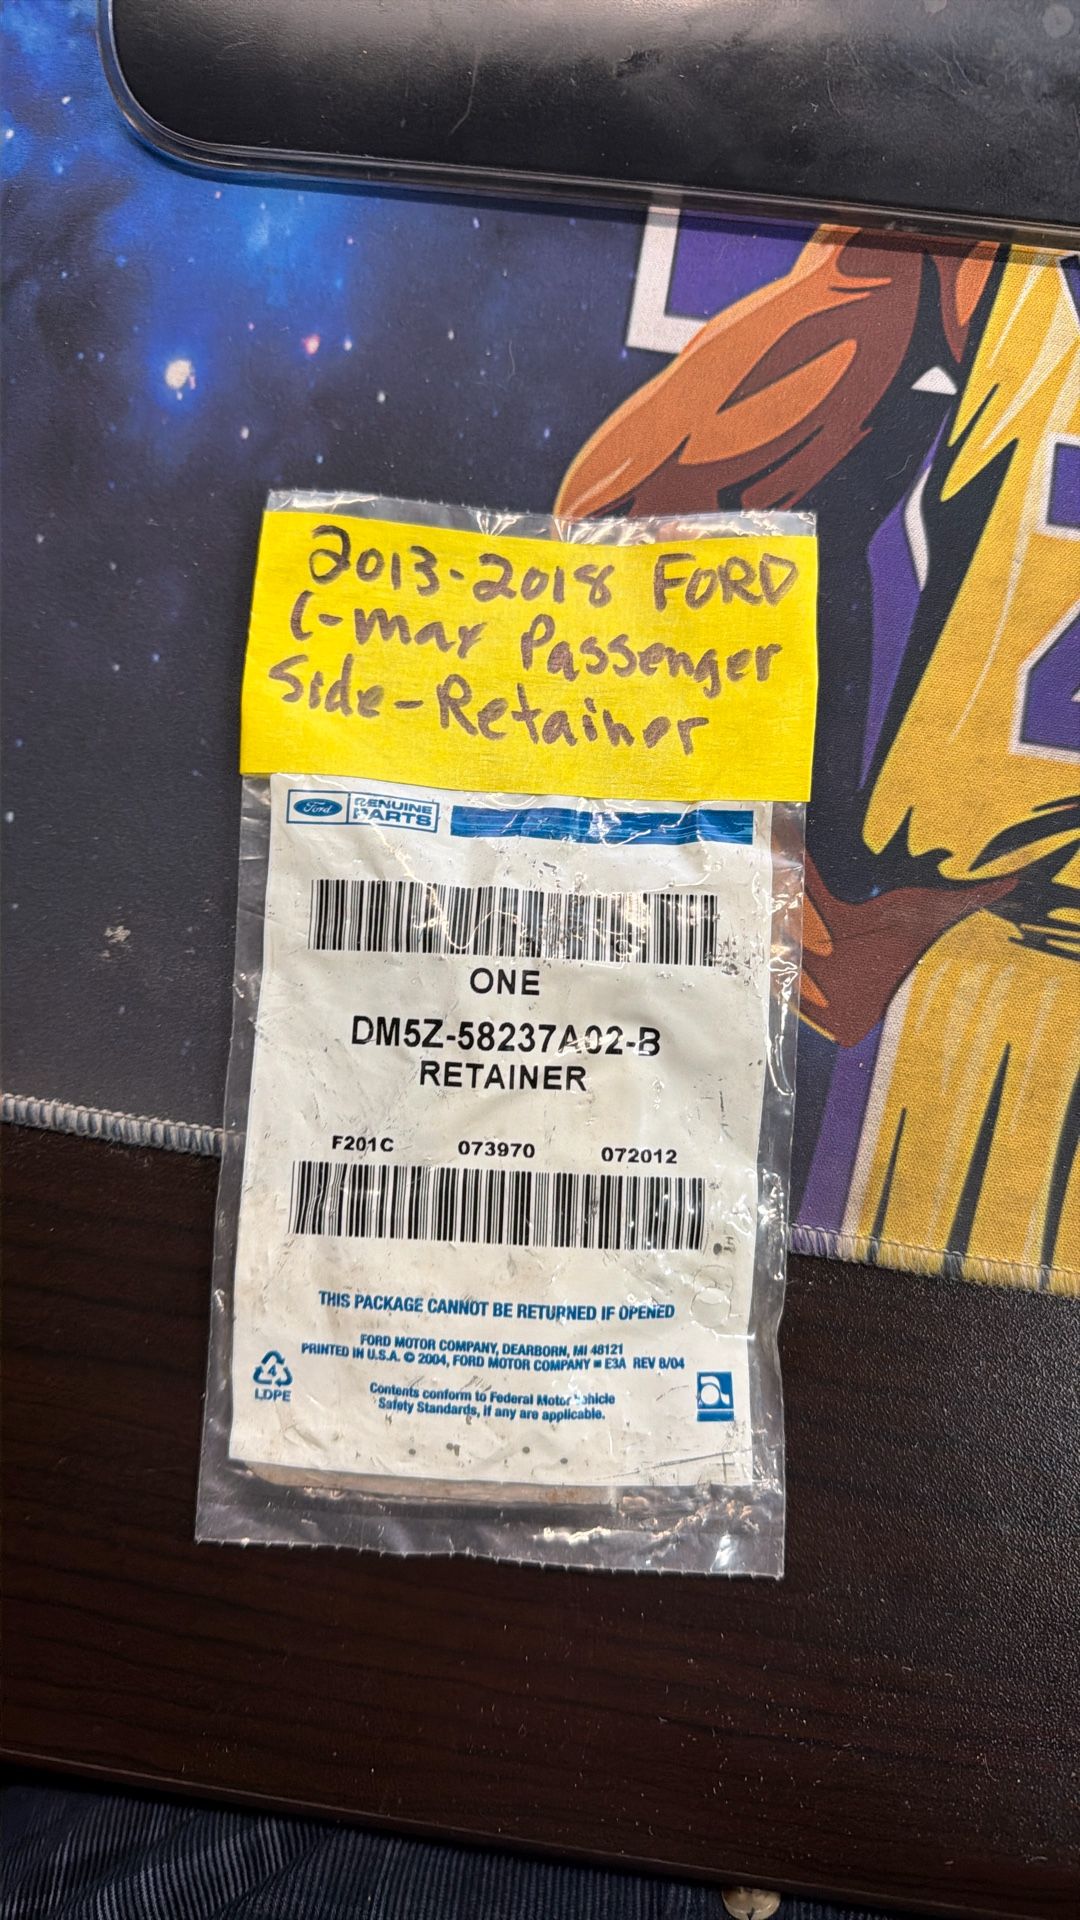 2013-2018 FORD
C-max Passenger
Side-Retainer
Ford GENUINE
PARTS
ONE
DM5Z-58237A02-B
RETAINER
F201C 073970 072012
THIS PACKAGE CANNOT BE RETURNED IF OPENED
FORD MOTOR COMPANY, DEARBORN, MI 48121
PRINTED IN U.S.A. © 2004, FORD MOTOR COMPANY E3A REV 8/04
4
LDPE
Contents conform to Federal Motor Vehicle
Safety Standards, if any are applicable.